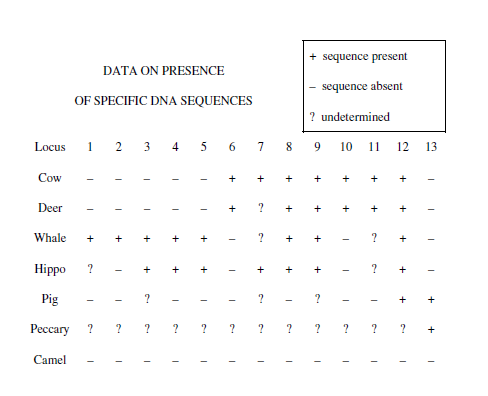 + sequence present
DATA ON PRESENCE
– sequence absent
OF SPECIFIC DNA SEQUENCES
? undetermined
Locus 1 2 3 4 5 6 7 8 9 10 11 12 13
Cow – – – – – + + + + + + + –
Deer – – – – – + ? + + + + + –
Whale + + + + + – ? + + – ? + –
Hippo ? – + + + – + + + – ? + –
Pig – – ? – – – ? – ? – – + +
Peccary ? ? ? ? ? ? ? ? ? ? ? ? +
Camel – – – – – – – – – – – – –